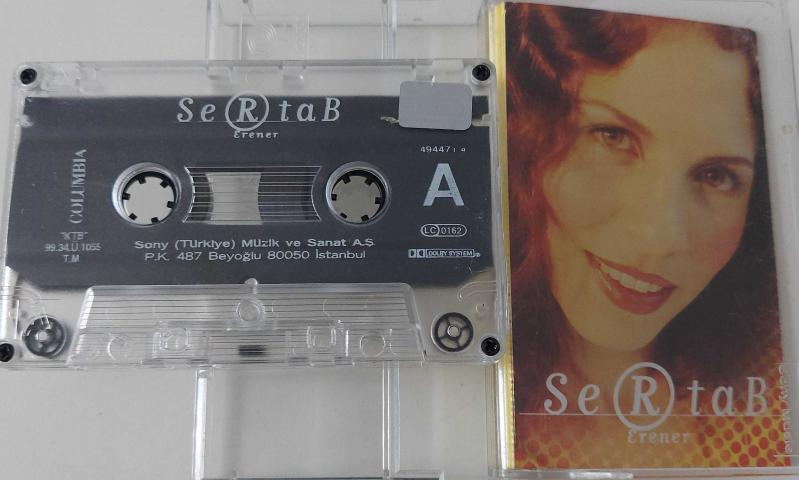 SeRtaB
Erener
494471 4
A
LC 0162
DOLBY SYSTEM
COLUMBIA
"KTB"
99.34.Ü.1055
T.M
Sony (Türkiye) Müzik ve Sanat A.Ş.
P.K. 487 Beyoğlu 80050 İstanbul
SeRtaB
Erener